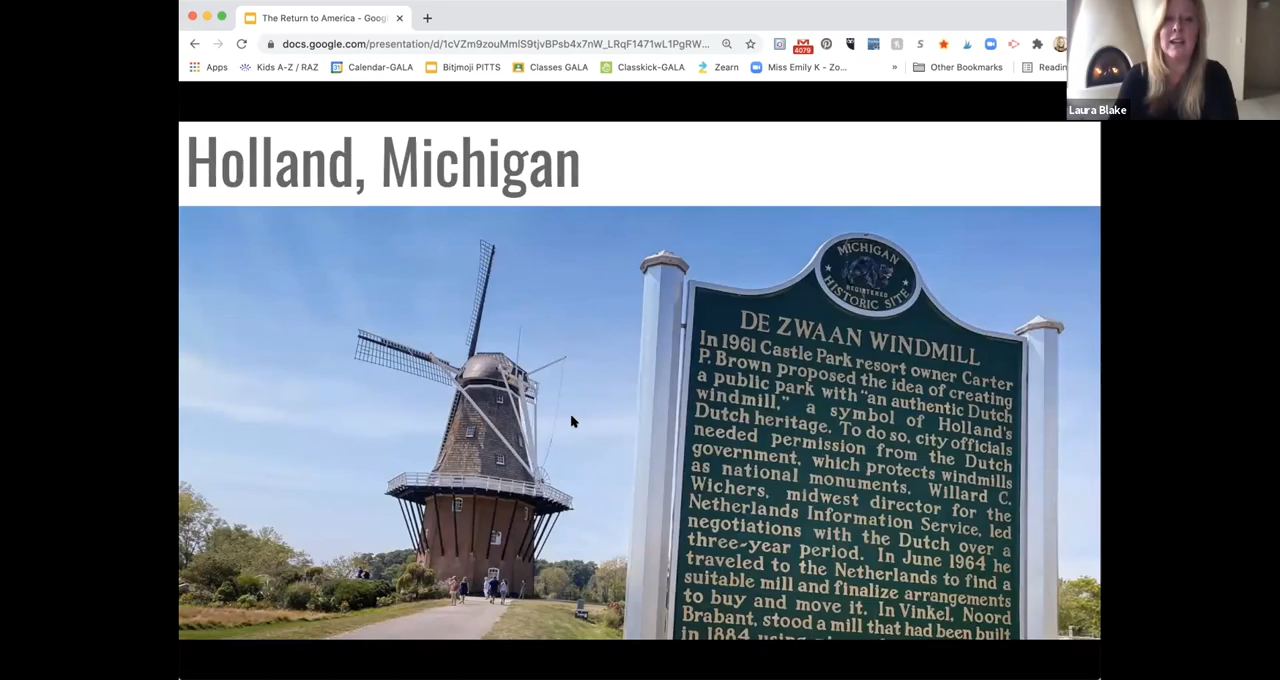 The Return to America - Goog
docs.google.com/presentation/d/1cVZm9zouMmlS9tjvBPsb4x7nW_LRqF1471wL1PgRW...
4079
Apps Kids A-Z / RAZ Calendar-GALA Bitjmoji PITTS Classes GALA Classkick-GALA Zearn Miss Emily K - Zo... » Other Bookmarks Readin
Laura Blake
Holland, Michigan
MICHIGAN
REGISTERED
HISTORIC SITE
DE ZWAAN WINDMILL
In 1961 Castle Park resort owner Carter
P. Brown proposed the idea of creating
a public park with "an authentic Dutch
windmill," a symbol of Holland's
Dutch heritage. To do so, city officials
needed permission from the Dutch
government, which protects windmills
as national monuments. Willard C.
Wichers, midwest director for the
Netherlands Information Service, led
negotiations with the Dutch over a
three-year period. In June 1964 he
traveled to the Netherlands to find a
suitable mill and finalize arrangements
to buy and move it. In Vinkel, Noord
Brabant, stood a mill that had been built
in 1884 using